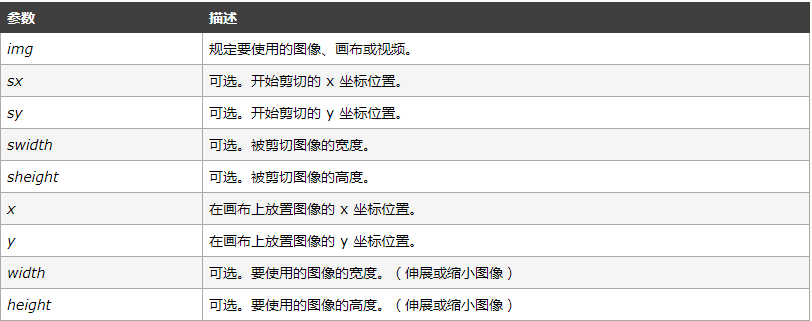 参数 描述
img 规定要使用的图像、画布或视频。
sx 可选。开始剪切的 x 坐标位置。
sy 可选。开始剪切的 y 坐标位置。
swidth 可选。被剪切图像的宽度。
sheight 可选。被剪切图像的高度。
x 在画布上放置图像的 x 坐标位置。
y 在画布上放置图像的 y 坐标位置。
width 可选。要使用的图像的宽度。（伸展或缩小图像）
height 可选。要使用的图像的高度。（伸展或缩小图像）